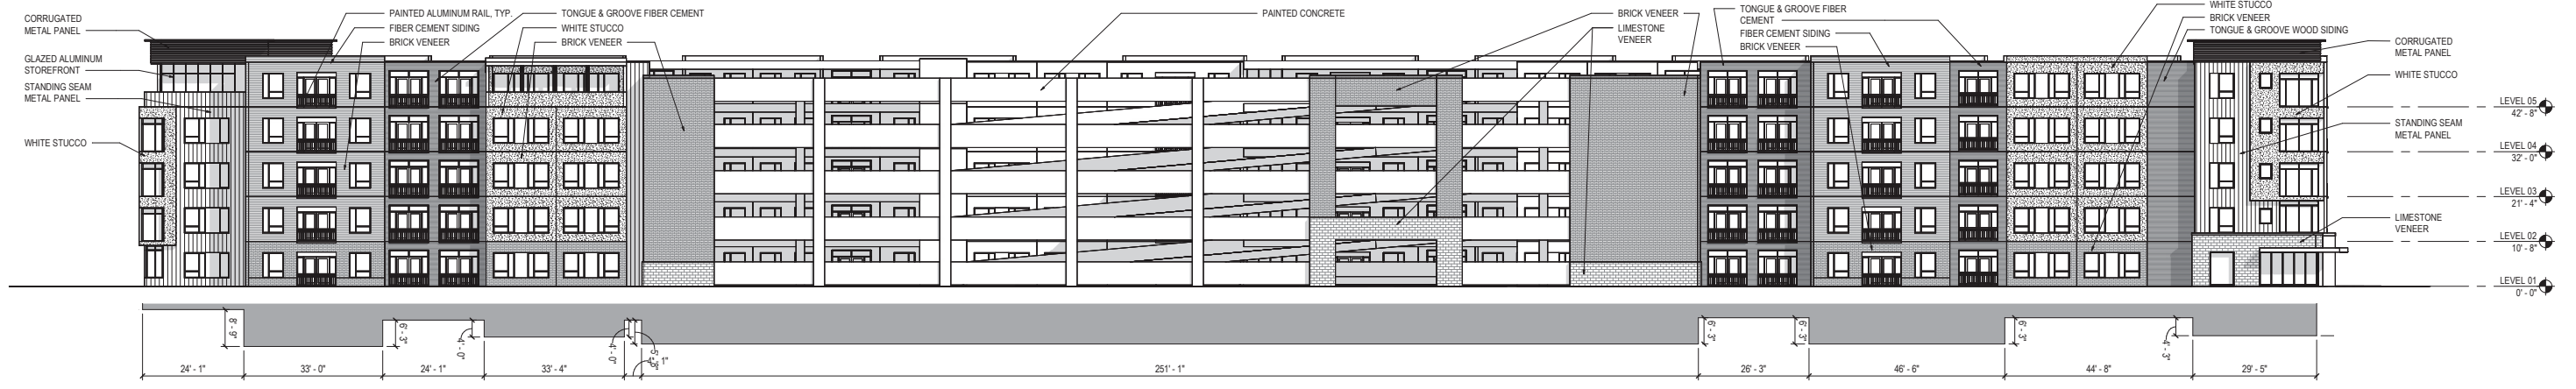 CORRUGATED
METAL PANEL
GLAZED ALUMINUM
STOREFRONT
STANDING SEAM
METAL PANEL
WHITE STUCCO
PAINTED ALUMINUM RAIL, TYP.
FIBER CEMENT SIDING
BRICK VENEER
TONGUE & GROOVE FIBER CEMENT
WHITE STUCCO
BRICK VENEER
PAINTED CONCRETE
BRICK VENEER
LIMESTONE
VENEER
TONGUE & GROOVE FIBER
CEMENT
FIBER CEMENT SIDING
BRICK VENEER
WHITE STUCCO
BRICK VENEER
TONGUE & GROOVE WOOD SIDING
CORRUGATED
METAL PANEL
WHITE STUCCO
STANDING SEAM
METAL PANEL
LIMESTONE
VENEER
LEVEL 05
42' - 8"
LEVEL 04
32' - 0"
LEVEL 03
21' - 4"
LEVEL 02
10' - 8"
LEVEL 01
0' - 0"
8' - 9"
6' - 3"
4' - 0"
4' - 0"
6' - 3"
6' - 3"
6' - 3"
4' - 3"
24' - 1"
33' - 0"
24' - 1"
33' - 4"
251' - 1"
26' - 3"
46' - 6"
44' - 8"
29' - 5"